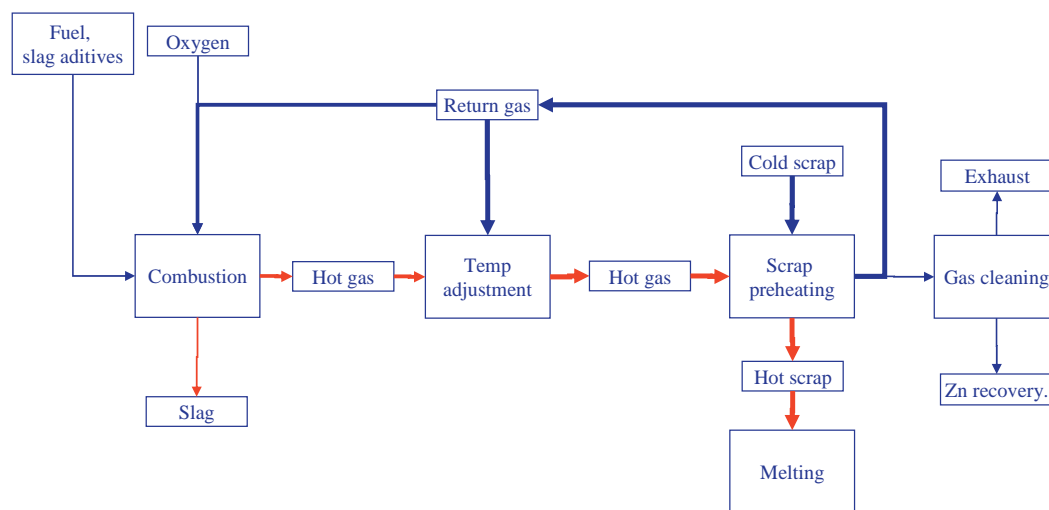 Fuel,
slag aditives
Oxygen
Return gas
Cold scrap
Exhaust
Combustion
Hot gas
Temp
adjustment
Hot gas
Scrap
preheating
Gas cleaning
Slag
Hot scrap
Zn recovery.
Melting